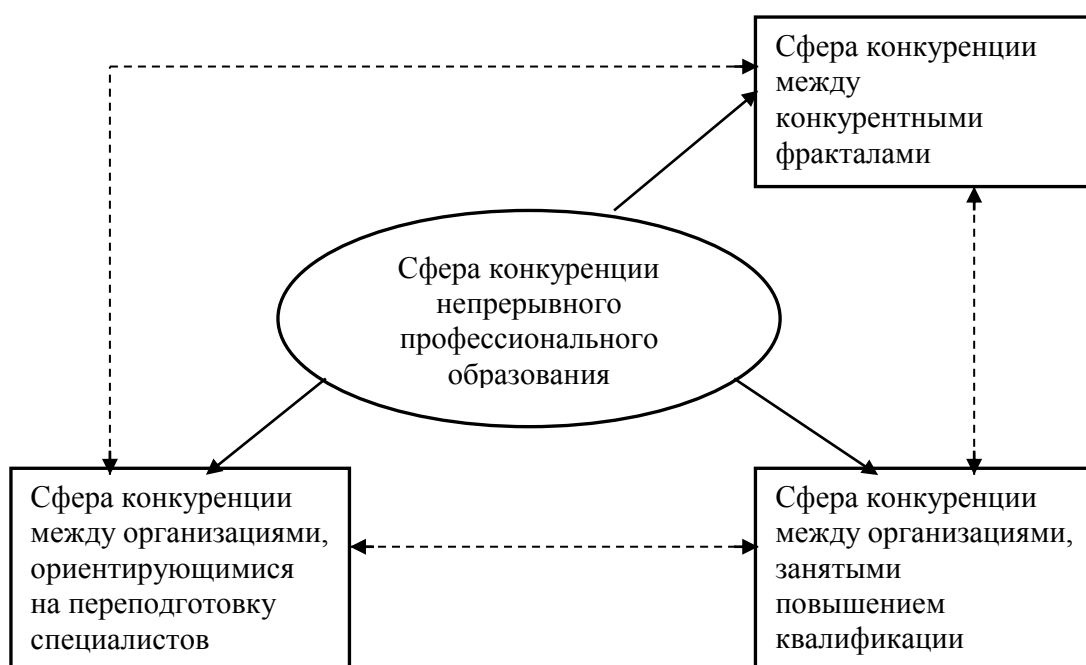 Сфера конкуренции
между
конкурентными
фракталами
Сфера конкуренции
непрерывного
профессионального
образования
Сфера конкуренции
между организациями,
ориентирующимися
на переподготовку
специалистов
Сфера конкуренции
между организациями,
занятыми
повышением
квалификации